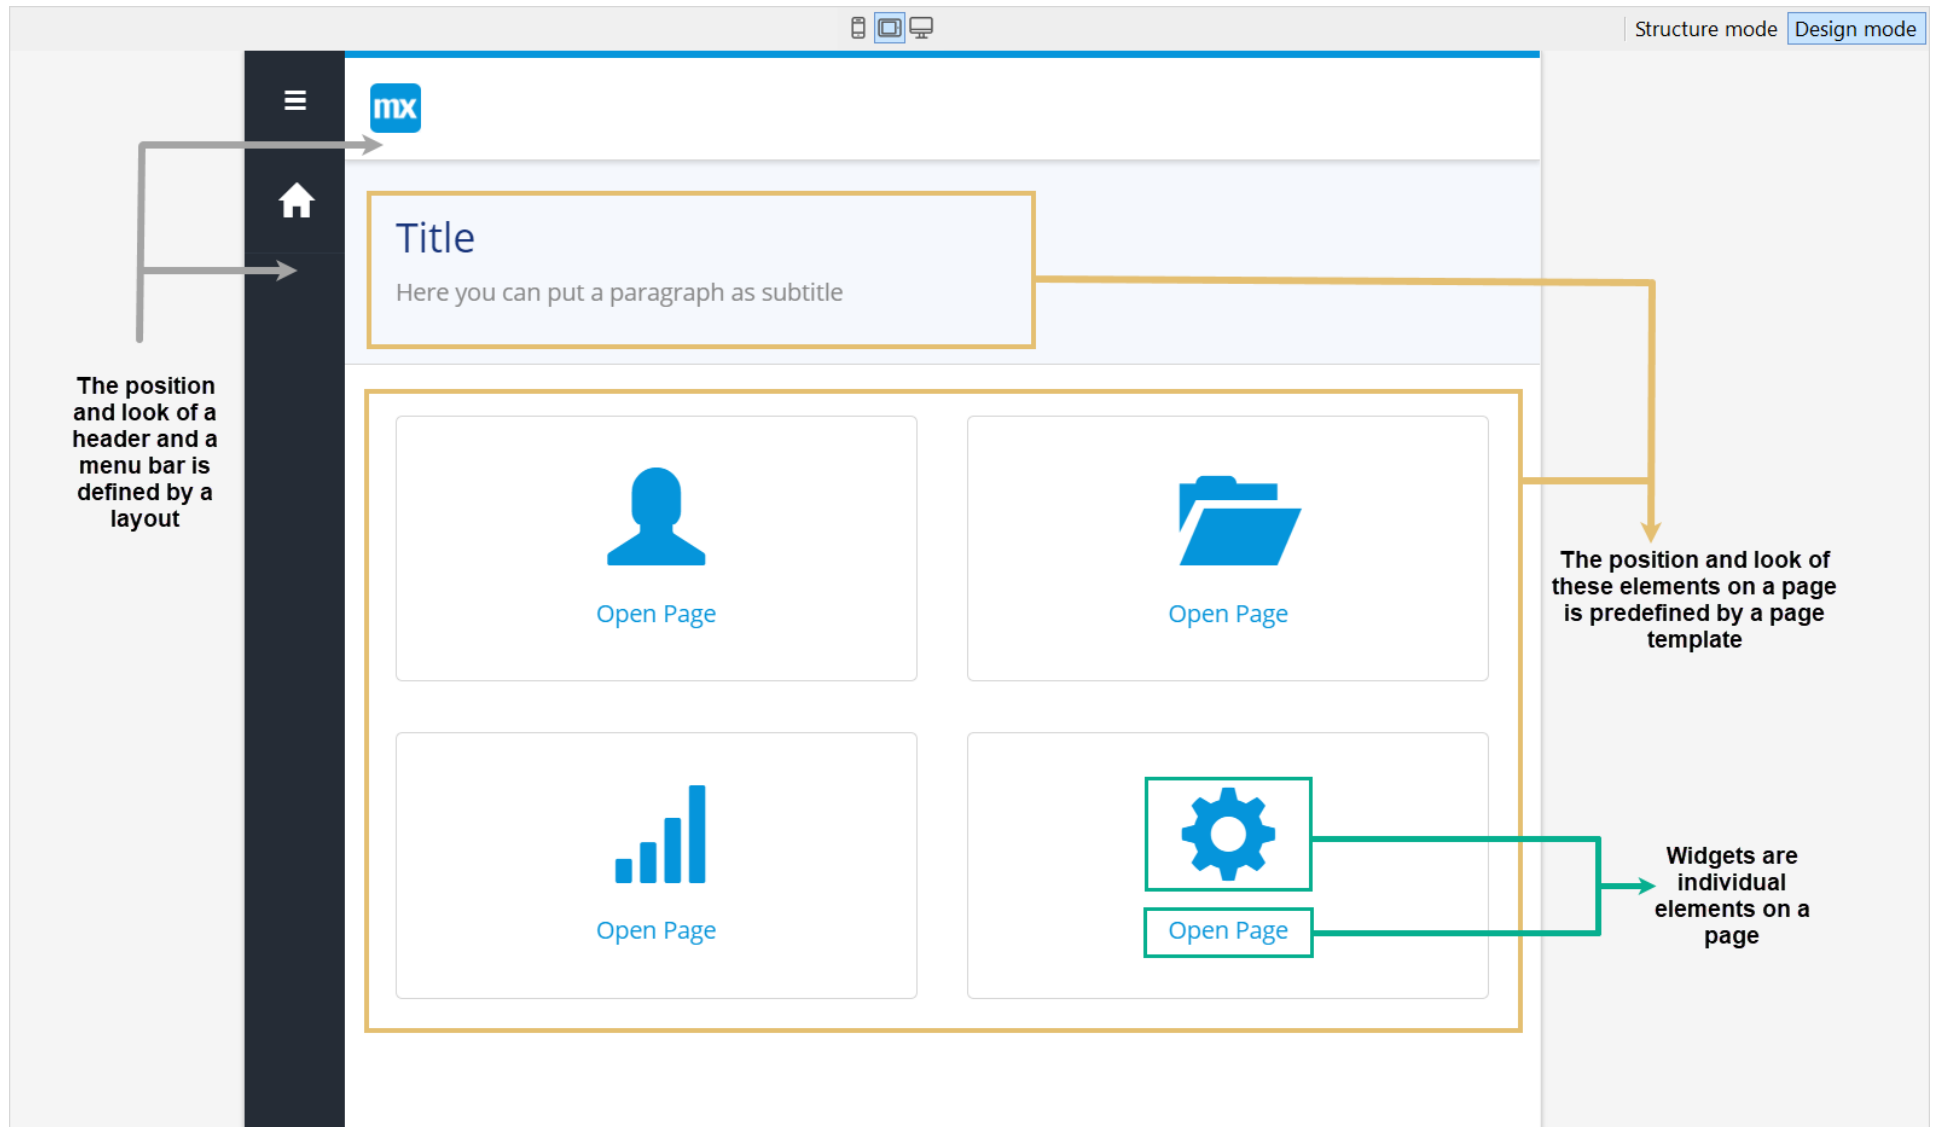 Structure mode
Design mode
mx
Title
Here you can put a paragraph as subtitle
The position
and look of a
header and a
menu bar is
defined by a
layout
Open Page
Open Page
The position and look of
these elements on a page
is predefined by a page
template
Open Page
Open Page
Widgets are
individual
elements on a
page